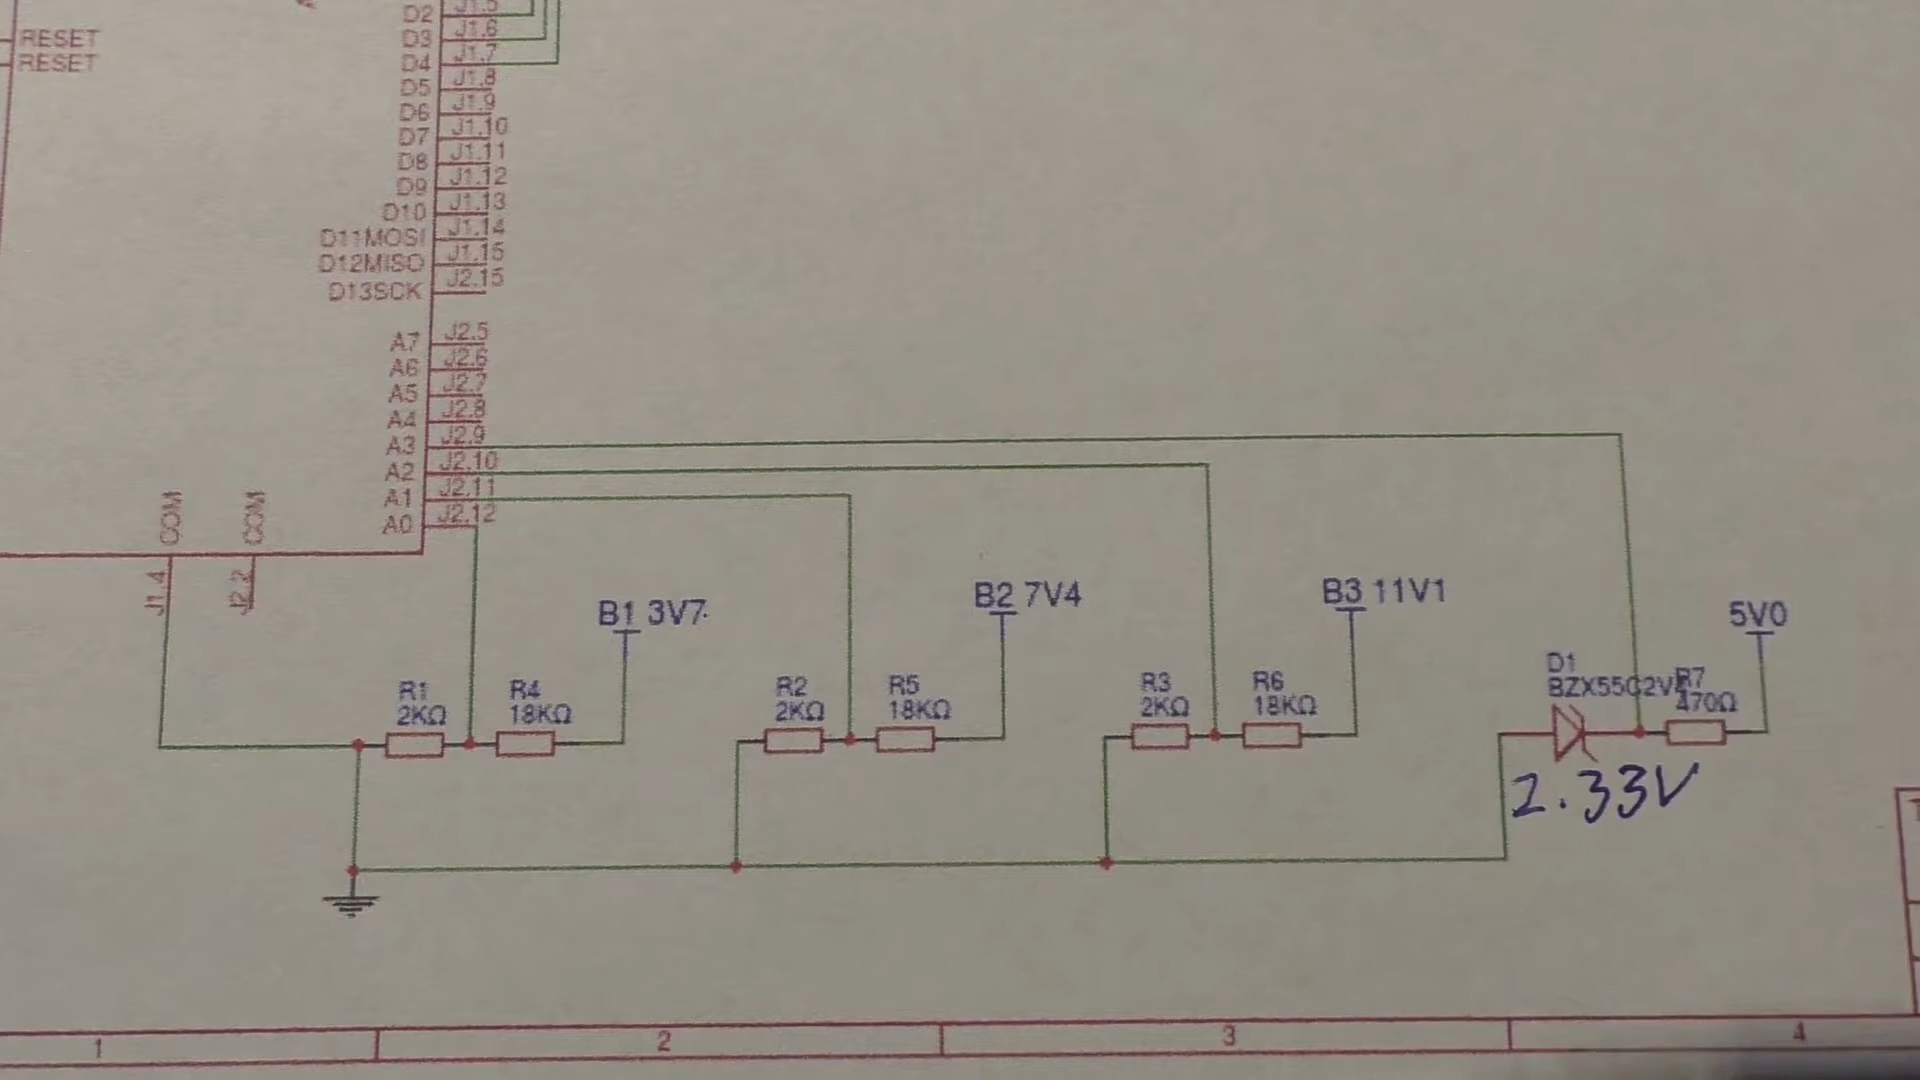 D2 J1.5
RESET D3 J1.6
RESET D4 J1.7
D5 J1.8
D6 J1.9
D7 J1.10
D8 J1.11
D9 J1.12
D10 J1.13
D11MOSI J1.14
D12MISO J1.15
D13SCK J2.15
A7 J2.5
A6 J2.6
A5 J2.7
A4 J2.8
A3 J2.9
A2 J2.10
A1 J2.11
A0 J2.12
COM COM
J1.4 J2.2
B1 3V7
B2 7V4
B3 11V1
5V0
R1
2KΩ
R4
18KΩ
R2
2KΩ
R5
18KΩ
R3
2KΩ
R6
18KΩ
D1
R7
470Ω
2.33V
1 2 3 4